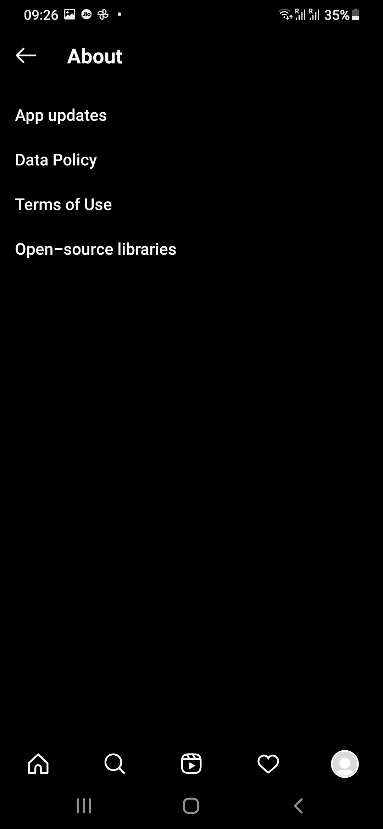 09:26 35%
About
App updates
Data Policy
Terms of Use
Open-source libraries